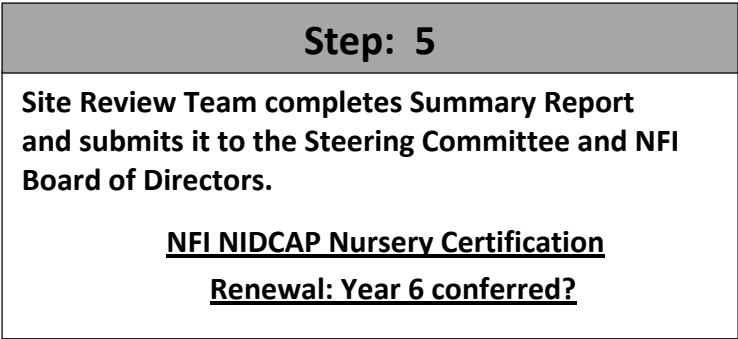 Step: 5
Site Review Team completes Summary Report
and submits it to the Steering Committee and NFI
Board of Directors.
NFI NIDCAP Nursery Certification
Renewal: Year 6 conferred?